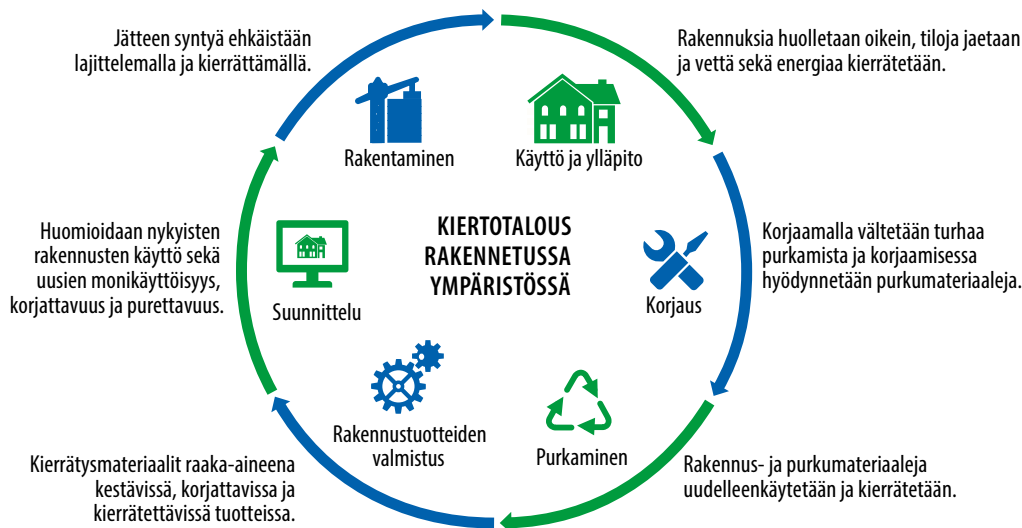 Jätteen syntyä ehkäistään
lajittelemalla ja kierrättämällä.
Rakentaminen
Rakennuksia huolletaan oikein, tiloja jaetaan
ja vettä sekä energiaa kierrätetään.
Käyttö ja ylläpito
KIERTOTALOUS
RAKENNETUSSA
YMPÄRISTÖSSÄ
Korjaamalla vältetään turhaa
purkamista ja korjaamisessa
hyödynnetään purkumateriaaleja.
Korjaus
Rakennus- ja purkumateriaaleja
uudelleenkäytetään ja kierrätetään.
Purkaminen
Rakennustuotteiden
valmistus
Kierrätysmateriaalit raaka-aineena
kestävissä, korjattavissa ja
kierrätettävissä tuotteissa.
Huomioidaan nykyisten
rakennusten käyttö sekä
uusien monikäyttöisyys,
korjattavuus ja purettavuus.
Suunnittelu